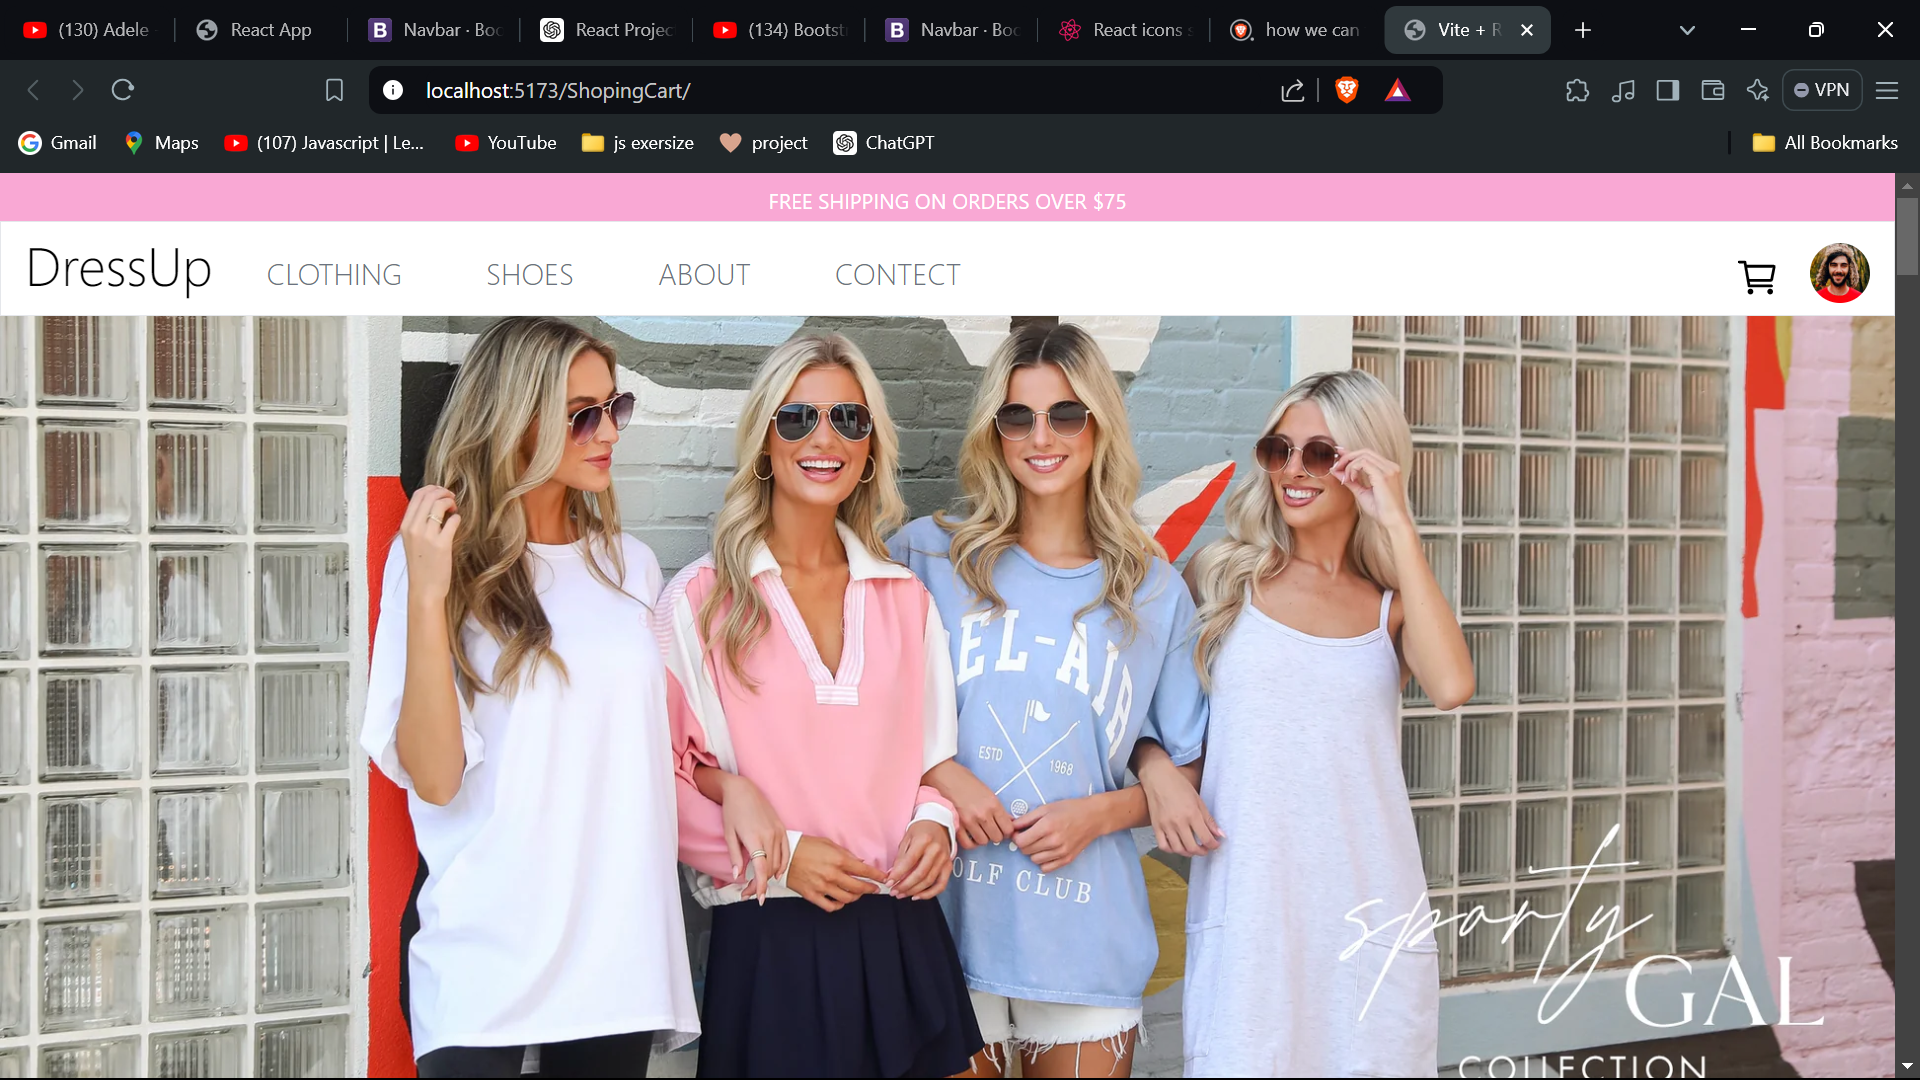 (130) Adele
React App
Navbar · Boo
React Projec
(134) Bootst
Navbar · Boo
React icons s
how we can
Vite + R
localhost:5173/ShopingCart/
VPN
Gmail
Maps
(107) Javascript | Le...
YouTube
js exersize
project
ChatGPT
All Bookmarks
FREE SHIPPING ON ORDERS OVER $75
DressUp
CLOTHING
SHOES
ABOUT
CONTECT
EL-AIR
ESTD
1968
OLF CLUB
sporty
GAL
COLLECTION